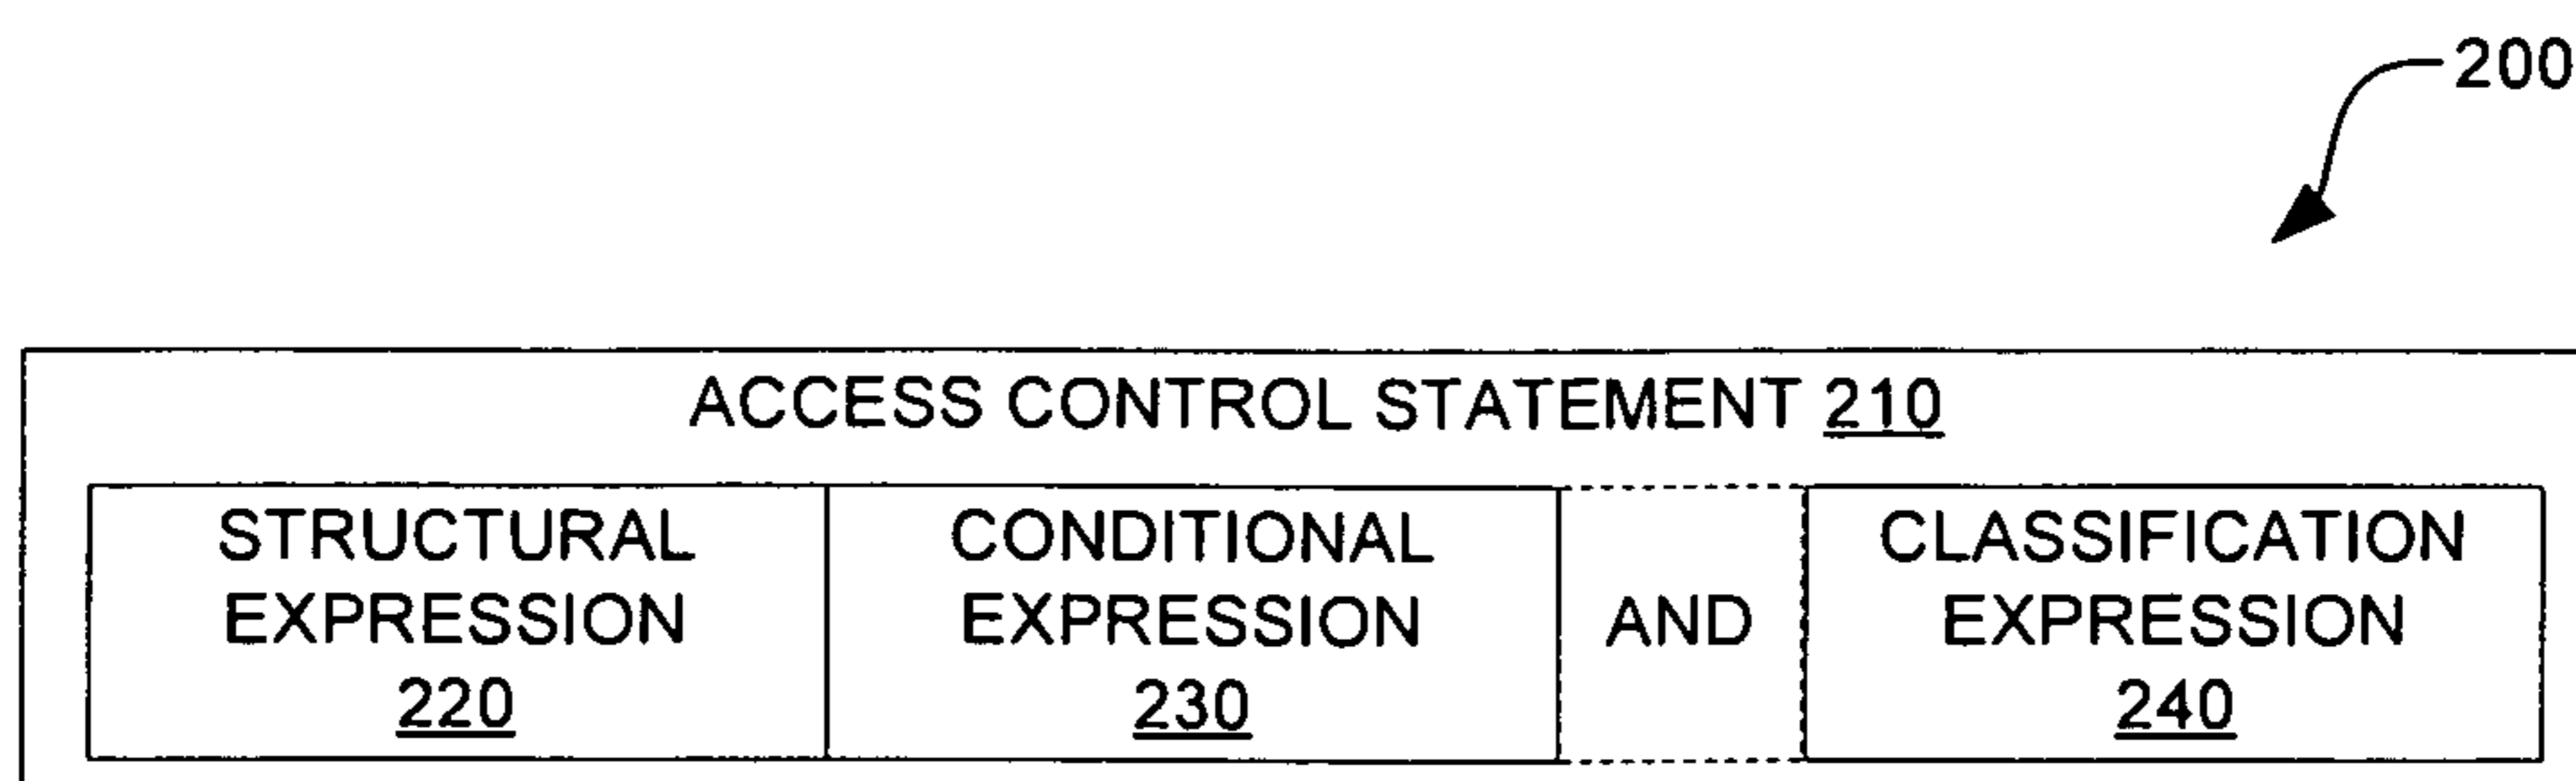 200
ACCESS CONTROL STATEMENT 210
STRUCTURAL
EXPRESSION
220
CONDITIONAL
EXPRESSION
230
AND
CLASSIFICATION
EXPRESSION
240